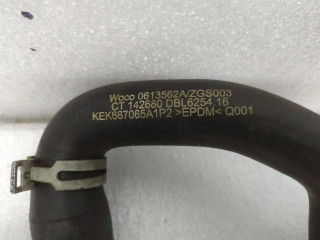 Woco 0613562A/ZGS003
CT 142680 DBL6254.16
KEK667065A1P2 >EPDM< Q001